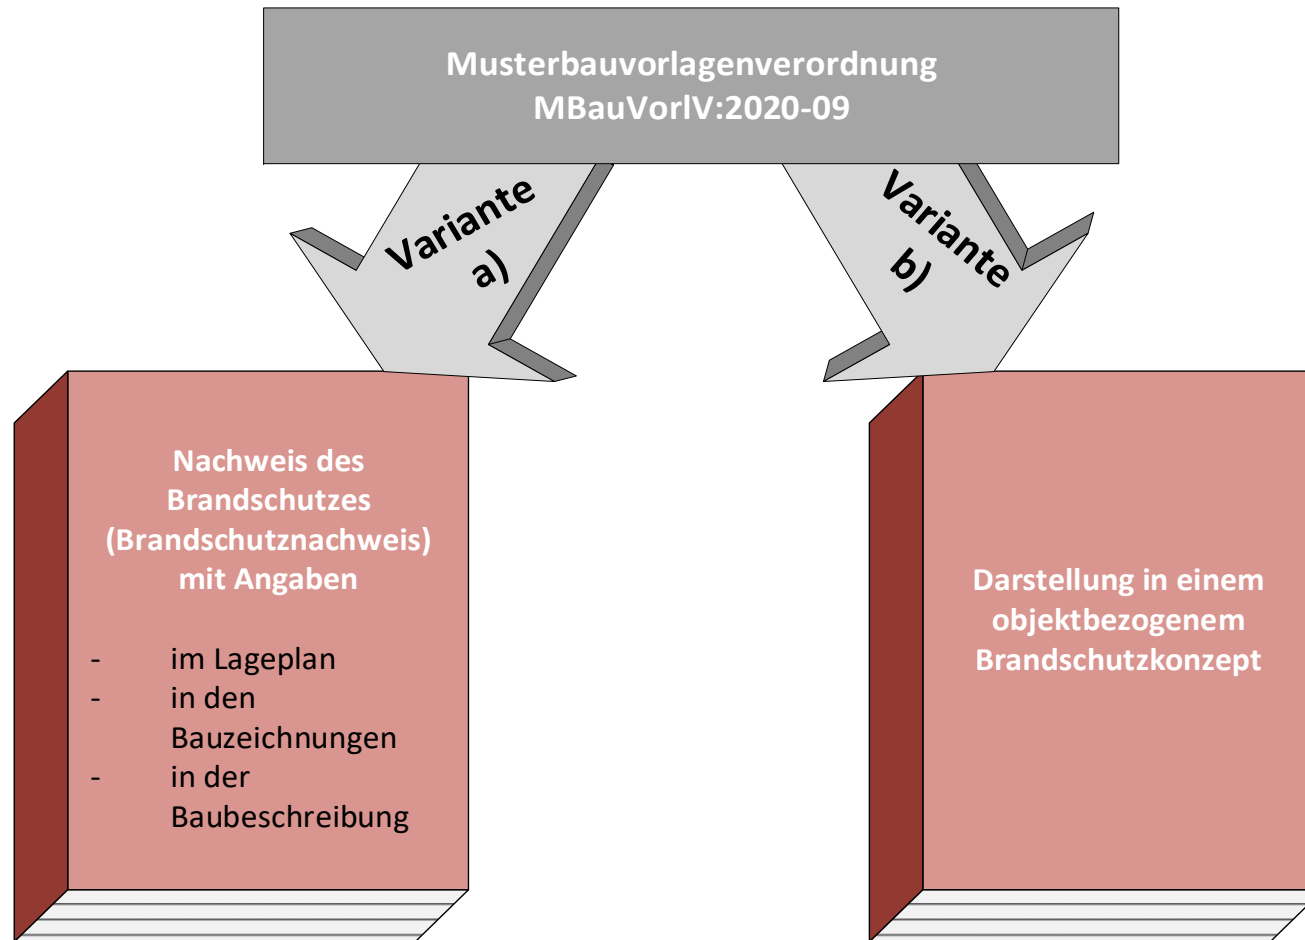 Musterbauvorlagenverordnung
MBauVorlV:2020-09
Variante
a)
Variante
b)
Nachweis des
Brandschutzes
(Brandschutznachweis)
mit Angaben
- im Lageplan
- in den
Bauzeichnungen
- in der
Baubeschreibung
Darstellung in einem
objektbezogenem
Brandschutzkonzept